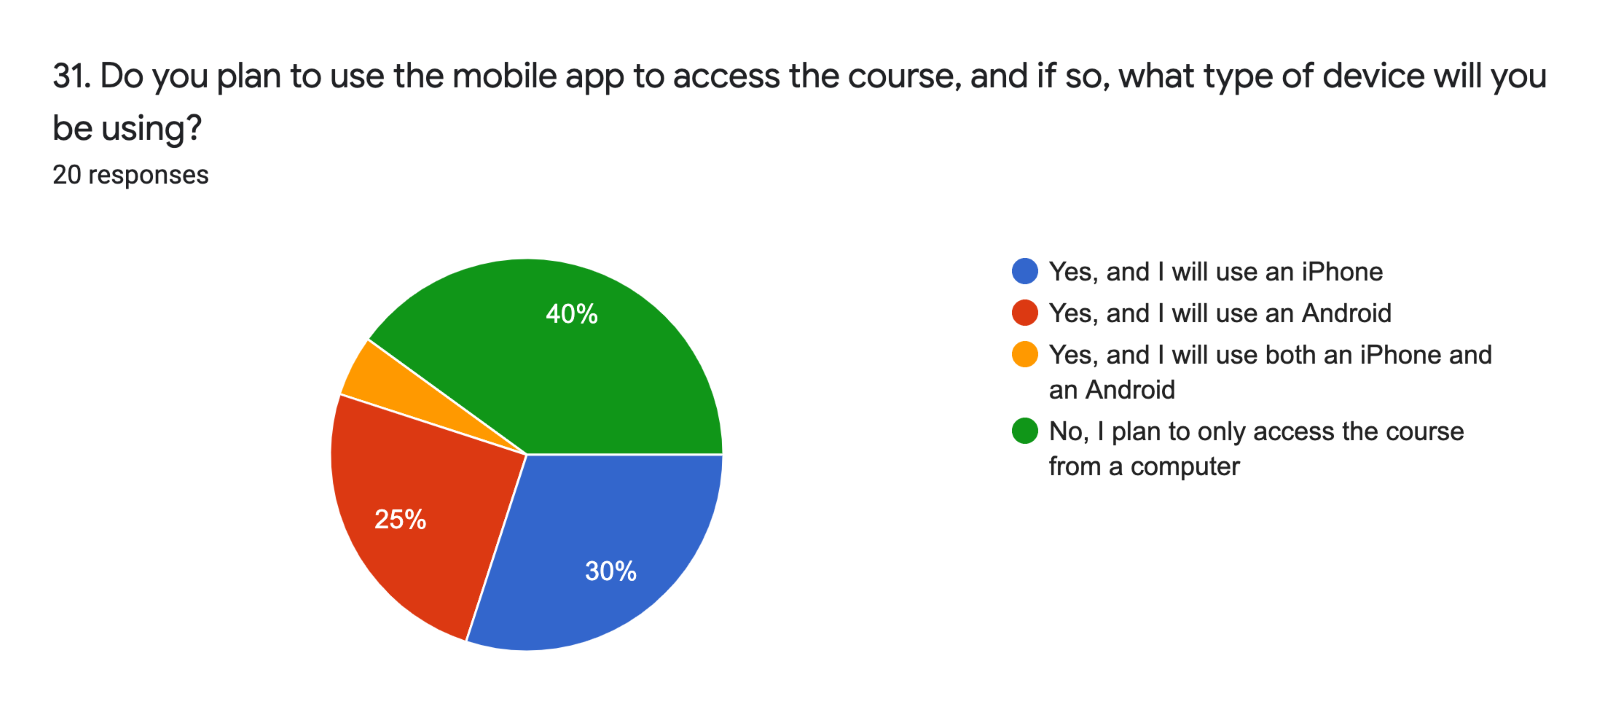 31. Do you plan to use the mobile app to access the course, and if so, what type of device will you
be using?
20 responses
40%
25%
30%
Yes, and I will use an iPhone
Yes, and I will use an Android
Yes, and I will use both an iPhone and
an Android
No, I plan to only access the course
from a computer